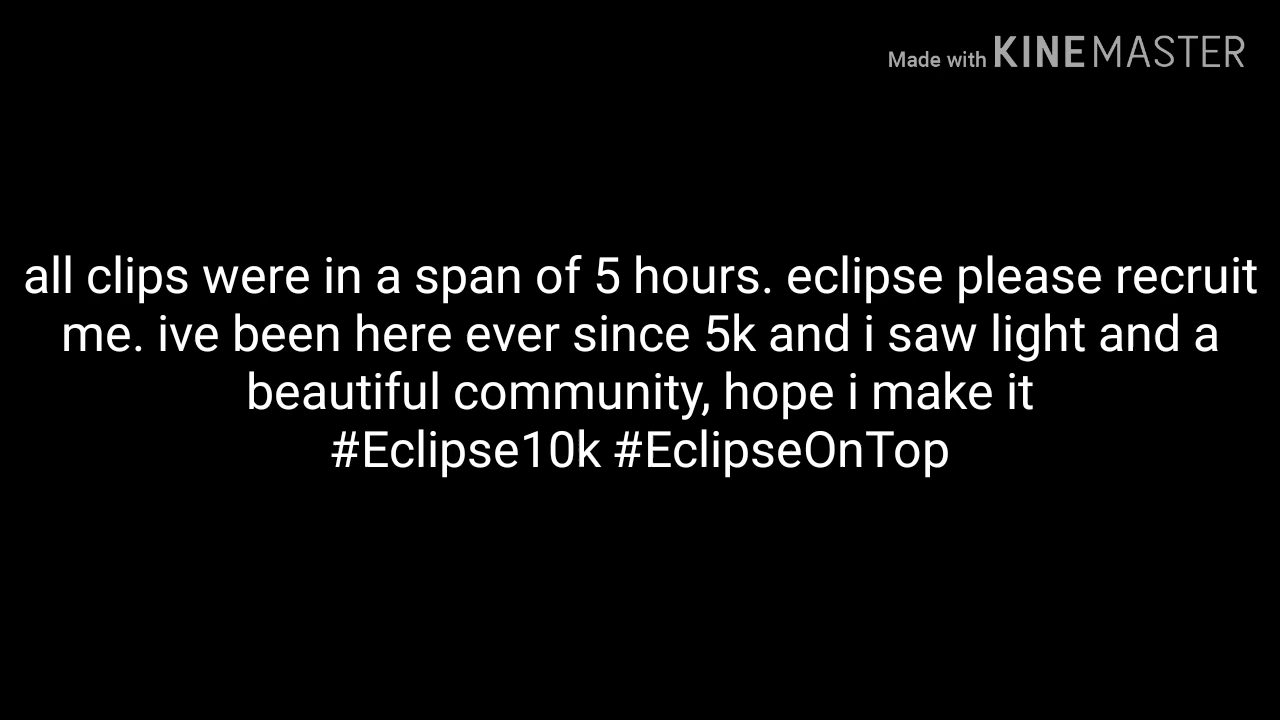 Made with KINEMASTER
all clips were in a span of 5 hours. eclipse please recruit
me. ive been here ever since 5k and i saw light and a
beautiful community, hope i make it
#Eclipse10k #EclipseOnTop